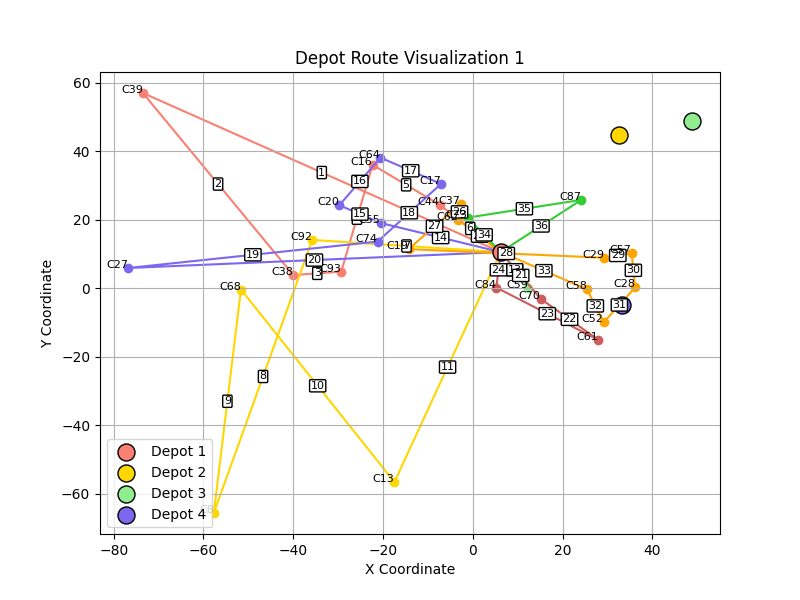 Depot Route Visualization 1
60
40
20
0
−20
−40
−60
−80
−60
−40
−20
0
20
40
X Coordinate
Y Coordinate
C39
C64
C16
C17
C20
C44
C37
C87
C55
C92
C74
C57
C29
C27
C38
C93
C68
C84
C59
C58
C28
C70
C52
C61
C13
1
2
3
5
6
8
9
10
11
14
15
16
17
18
19
20
21
22
23
24
26
27
28
29
30
31
32
33
34
35
36
Depot 1
Depot 2
Depot 3
Depot 4